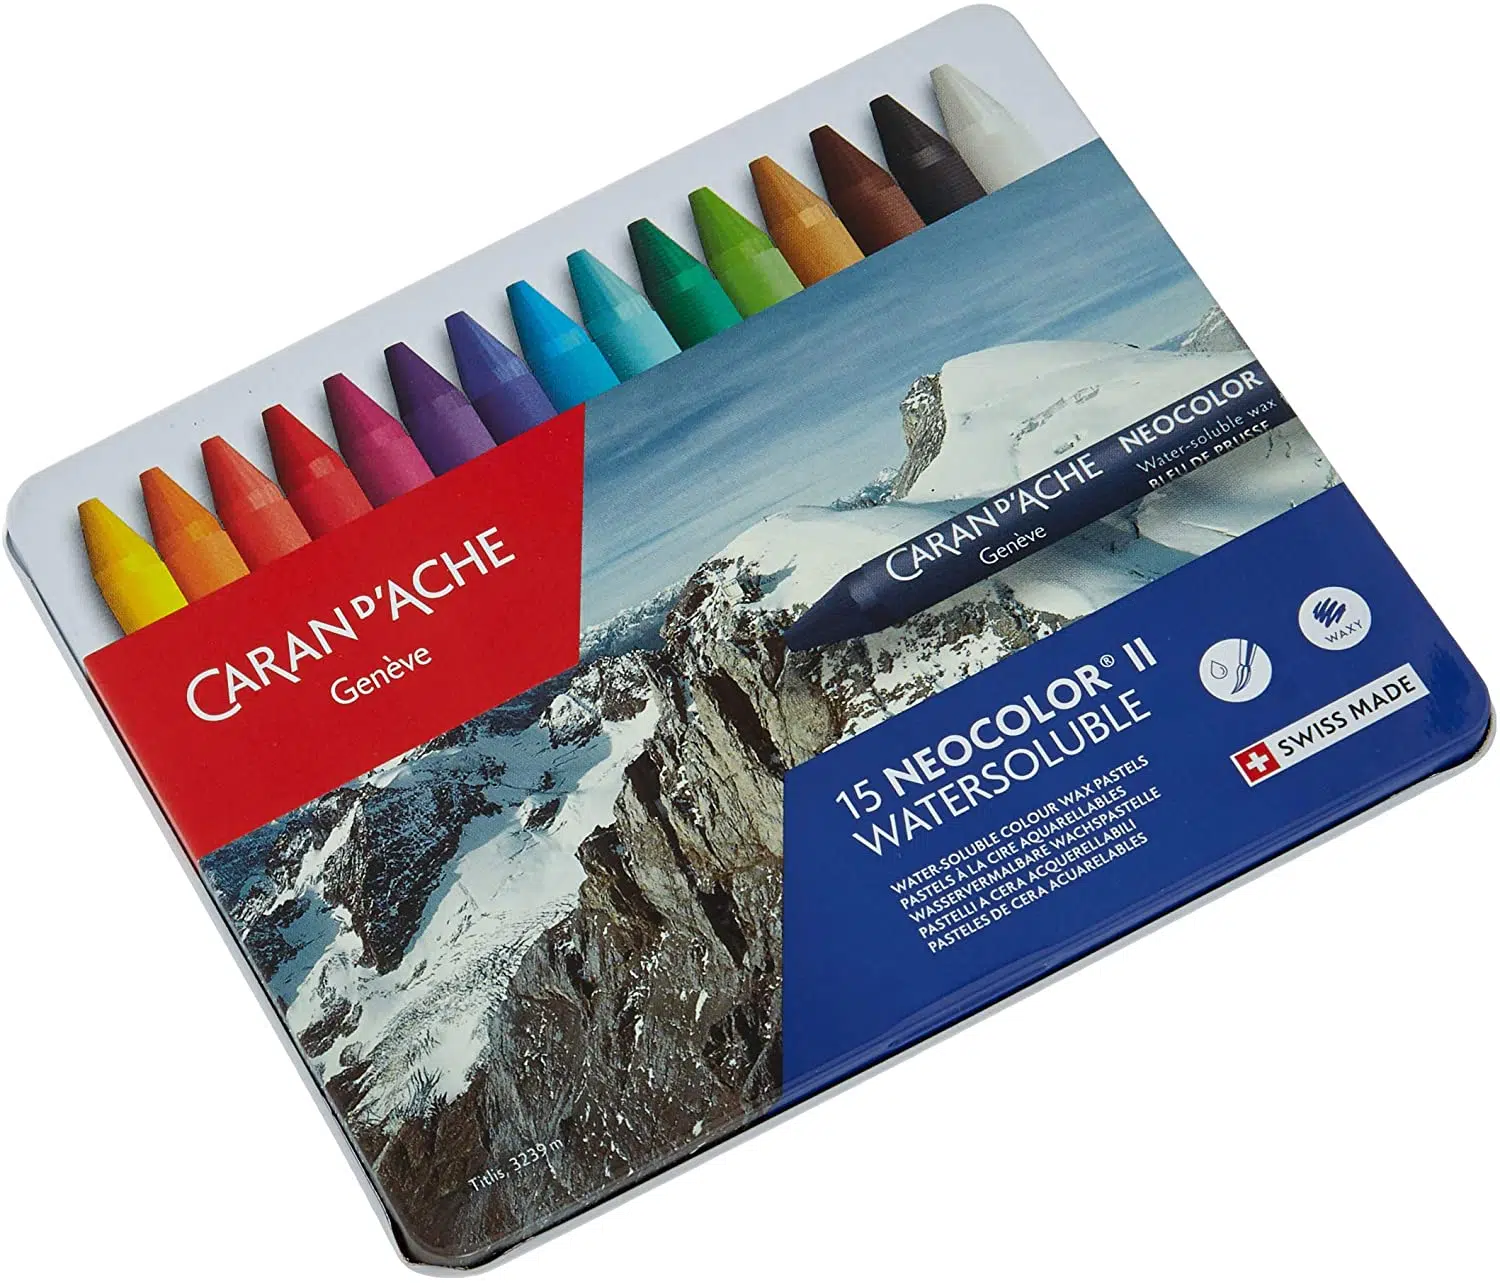 CARAN D'ACHE
Genève
CARAN D'ACHE
Genève
NEOCOLOR
Water-soluble wax
BLEU DE PRUSSE
15 NEOCOLOR® II
WATERSOLUBLE
WATER-SOLUBLE COLOUR WAX PASTELS
PASTELS À LA CIRE AQUARELLABLES
WASSERVERMALBARE WACHSPASTELLE
PASTELLI A CERA ACQUERELLABILI
PASTELES DE CERA ACUARELABLES
WAXY
SWISS MADE
Titlis, 3239 m